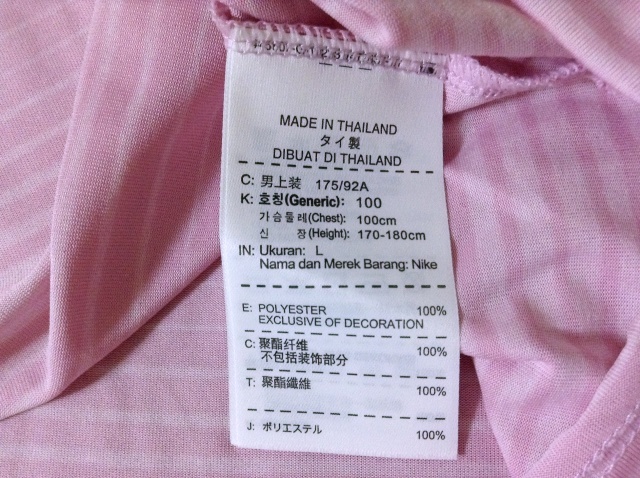 MADE IN THAILAND
タイ製
DIBUAT DI THAILAND
C: 男上装 175/92A
K: 호칭(Generic): 100
가슴둘레(Chest): 100cm
신 장(Height): 170-180cm
IN: Ukuran: L
Nama dan Merek Barang: Nike
E: POLYESTER 100%
EXCLUSIVE OF DECORATION
C: 聚酯纤维 100%
不包括装饰部分
T: 聚酯纖維 100%
J: ポリエステル 100%